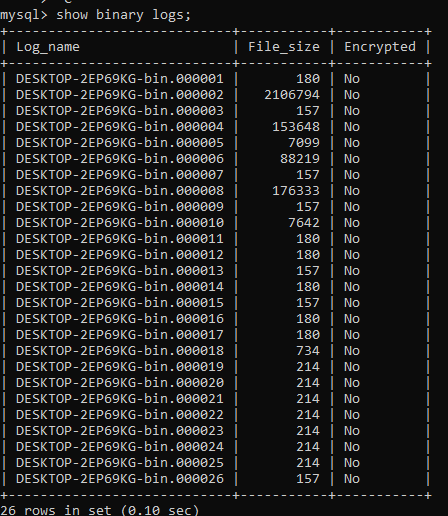 mysql> show binary logs;
+----------------------------+-----------+-----------+
| Log_name | File_size | Encrypted |
+----------------------------+-----------+-----------+
| DESKTOP-2EP69KG-bin.000001 | 180 | No |
| DESKTOP-2EP69KG-bin.000002 | 2106794 | No |
| DESKTOP-2EP69KG-bin.000003 | 157 | No |
| DESKTOP-2EP69KG-bin.000004 | 153648 | No |
| DESKTOP-2EP69KG-bin.000005 | 7099 | No |
| DESKTOP-2EP69KG-bin.000006 | 88219 | No |
| DESKTOP-2EP69KG-bin.000007 | 157 | No |
| DESKTOP-2EP69KG-bin.000008 | 176333 | No |
| DESKTOP-2EP69KG-bin.000009 | 157 | No |
| DESKTOP-2EP69KG-bin.000010 | 7642 | No |
| DESKTOP-2EP69KG-bin.000011 | 180 | No |
| DESKTOP-2EP69KG-bin.000012 | 180 | No |
| DESKTOP-2EP69KG-bin.000013 | 157 | No |
| DESKTOP-2EP69KG-bin.000014 | 180 | No |
| DESKTOP-2EP69KG-bin.000015 | 157 | No |
| DESKTOP-2EP69KG-bin.000016 | 180 | No |
| DESKTOP-2EP69KG-bin.000017 | 180 | No |
| DESKTOP-2EP69KG-bin.000018 | 734 | No |
| DESKTOP-2EP69KG-bin.000019 | 214 | No |
| DESKTOP-2EP69KG-bin.000020 | 214 | No |
| DESKTOP-2EP69KG-bin.000021 | 214 | No |
| DESKTOP-2EP69KG-bin.000022 | 214 | No |
| DESKTOP-2EP69KG-bin.000023 | 214 | No |
| DESKTOP-2EP69KG-bin.000024 | 214 | No |
| DESKTOP-2EP69KG-bin.000025 | 214 | No |
| DESKTOP-2EP69KG-bin.000026 | 157 | No |
+----------------------------+-----------+-----------+
26 rows in set (0.10 sec)